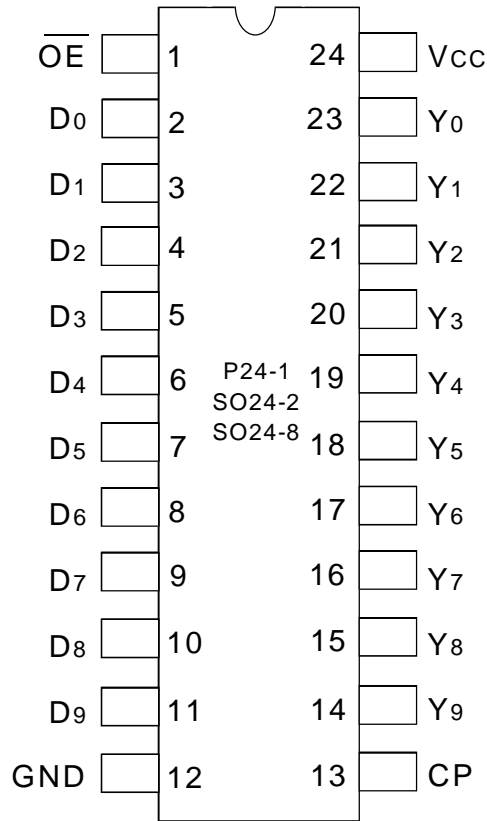 O̅E̅ 1 24 VCC
D0 2 23 Y0
D1 3 22 Y1
D2 4 21 Y2
D3 5 20 Y3
D4 6 P24-1 19 Y4
SO24-2
D5 7 SO24-8 18 Y5
D6 8 17 Y6
D7 9 16 Y7
D8 10 15 Y8
D9 11 14 Y9
GND 12 13 CP